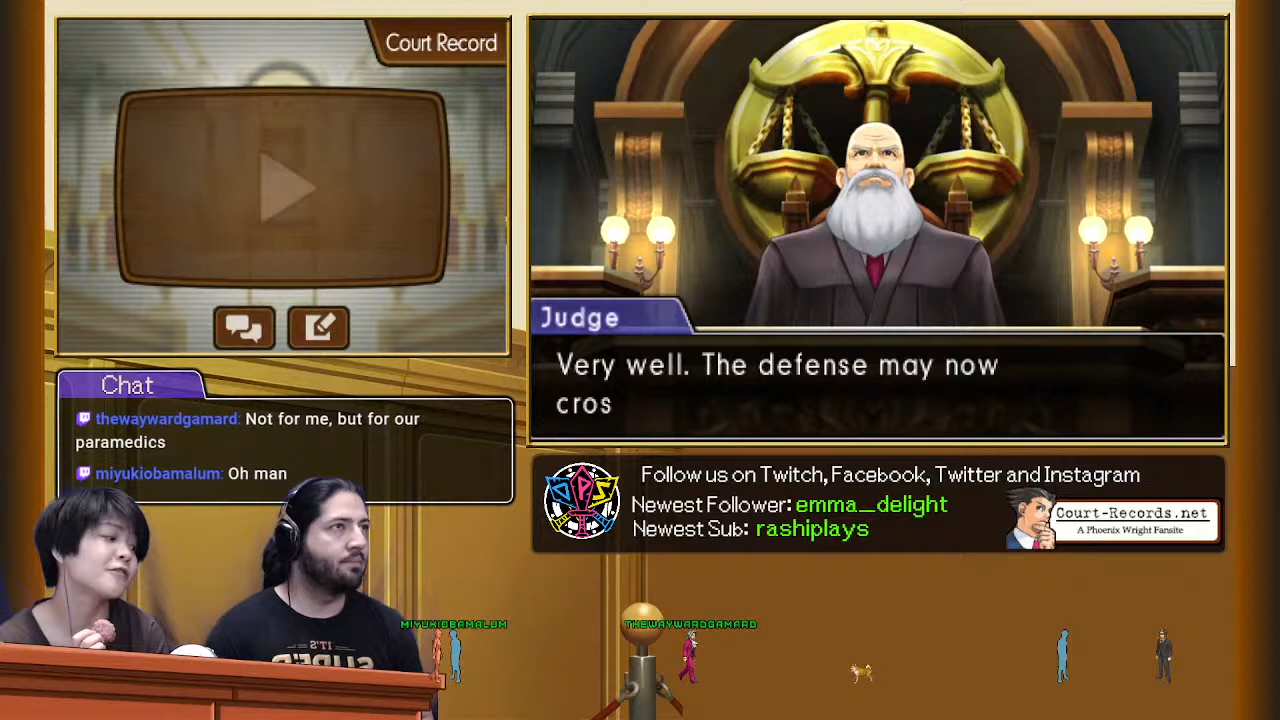 Court Record
Judge
Very well. The defense may now
cros
Chat
thewaywardgamard: Not for me, but for our
paramedics
miyukiobamalum: Oh man
Follow us on Twitch, Facebook, Twitter and Instagram
Newest Follower: emma_delight
Newest Sub: rashiplays
OPS
Court-Records.net
A Phoenix Wright Fansite
IT'S
MIYUKIOBAMALUM
THEWAYWARDGAMARD